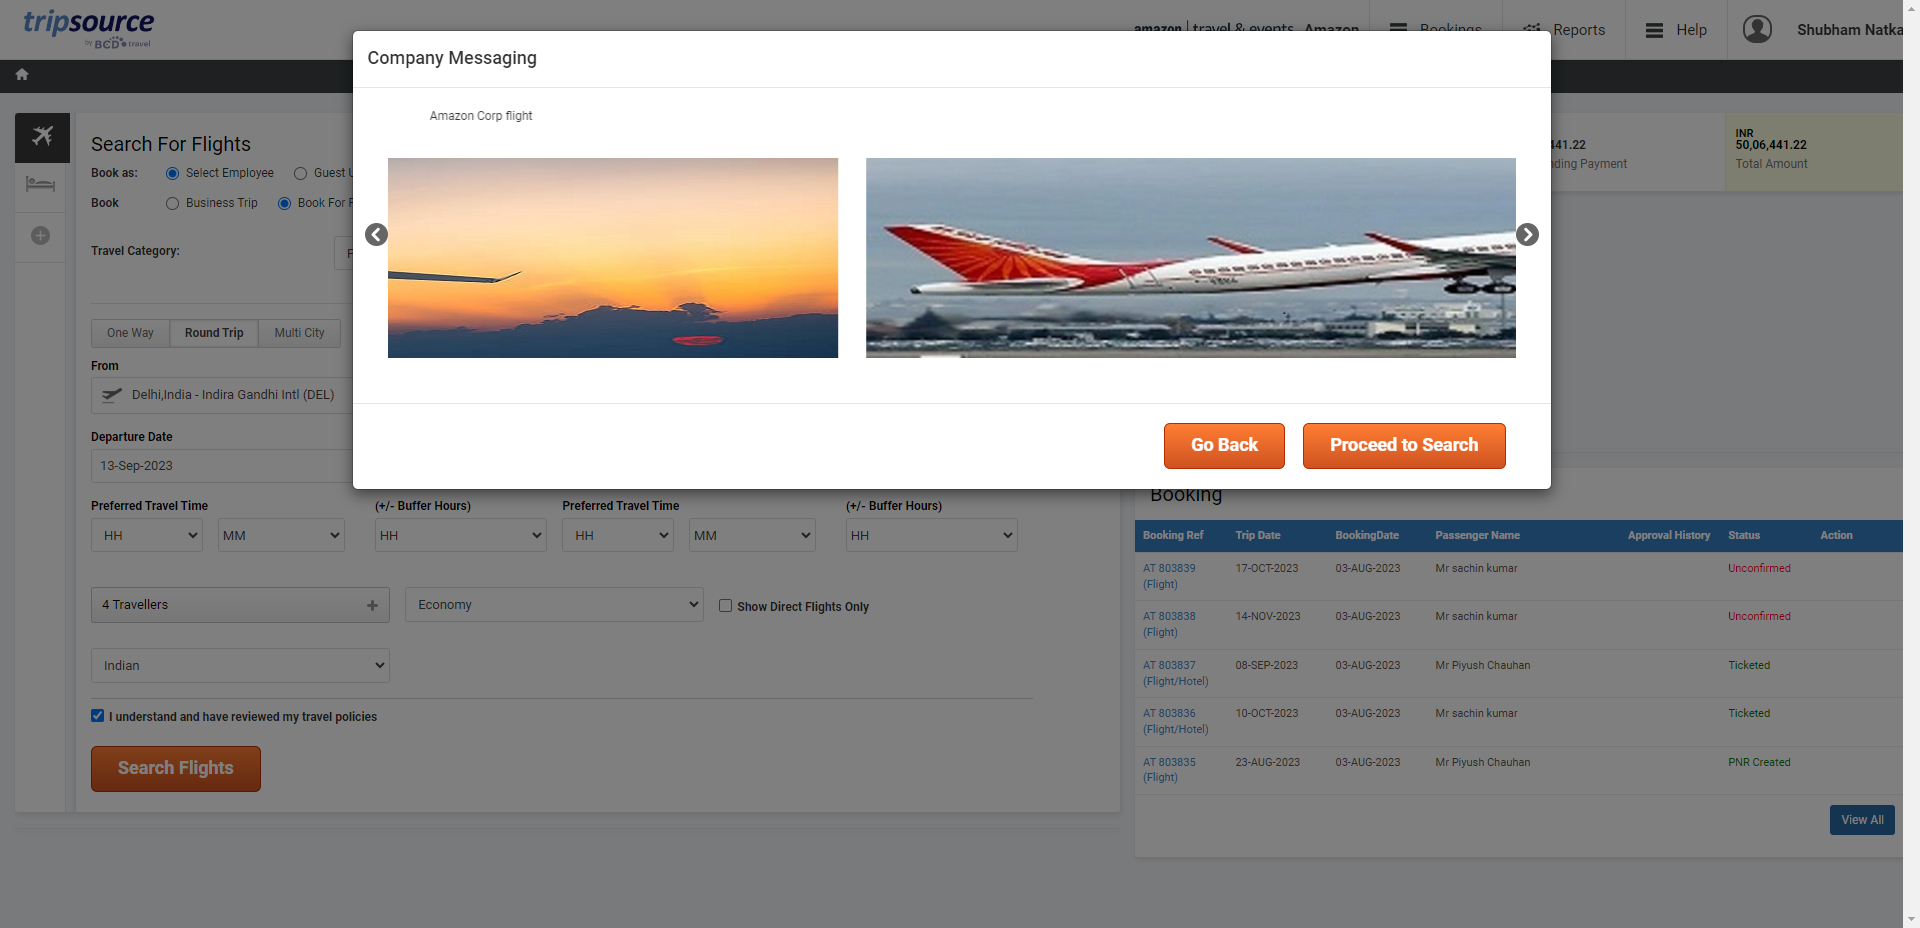 tripsource
by BCD travel
amazon | travel & events Amazon
Bookings
Reports
Help
Shubham Natka
Company Messaging
Amazon Corp flight
Go Back
Proceed to Search
Search For Flights
Book as:
Select Employee
Guest U
Book
Business Trip
Book For
Travel Category:
One Way
Round Trip
Multi City
From
Delhi,India - Indira Gandhi Intl (DEL)
Departure Date
13-Sep-2023
Preferred Travel Time
(+/- Buffer Hours)
Preferred Travel Time
(+/- Buffer Hours)
HH
MM
HH
HH
MM
HH
4 Travellers
Economy
Show Direct Flights Only
Indian
I understand and have reviewed my travel policies
Search Flights
441.22
ding Payment
INR
50,06,441.22
Total Amount
Booking
Booking Ref Trip Date BookingDate Passenger Name Approval History Status Action
AT 803839 17-OCT-2023 03-AUG-2023 Mr sachin kumar Unconfirmed
(Flight)
AT 803838 14-NOV-2023 03-AUG-2023 Mr sachin kumar Unconfirmed
(Flight)
AT 803837 08-SEP-2023 03-AUG-2023 Mr Piyush Chauhan Ticketed
(Flight/Hotel)
AT 803836 10-OCT-2023 03-AUG-2023 Mr sachin kumar Ticketed
(Flight/Hotel)
AT 803835 23-AUG-2023 03-AUG-2023 Mr Piyush Chauhan PNR Created
(Flight)
View All